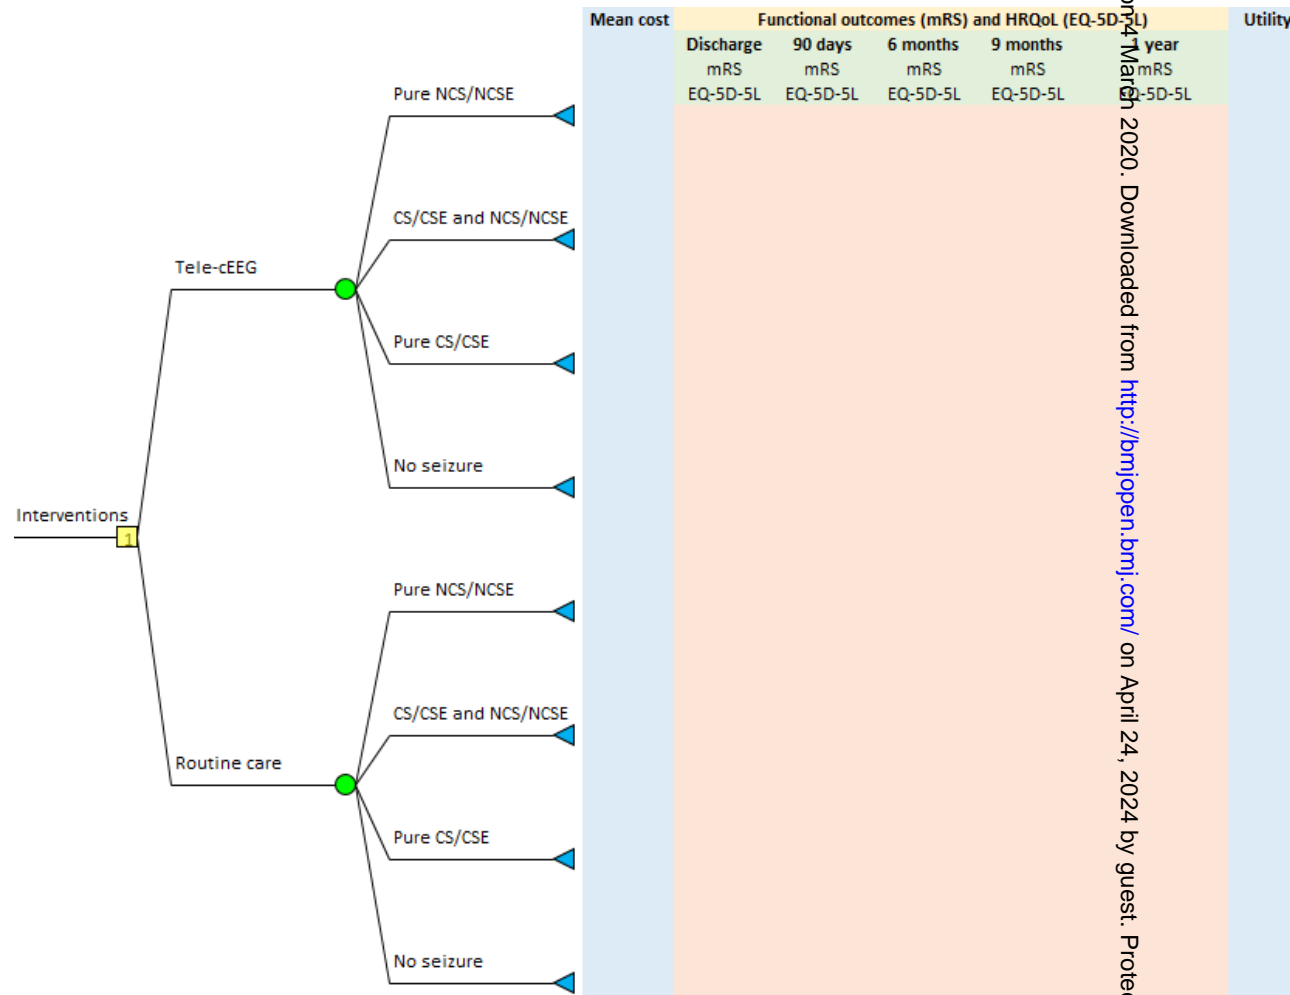 Mean cost
Functional outcomes (mRS) and HRQoL (EQ-5D-5L)
Utility
Discharge 90 days 6 months 9 months 1 year
mRS mRS mRS mRS mRS
EQ-5D-5L EQ-5D-5L EQ-5D-5L EQ-5D-5L EQ-5D-5L
Pure NCS/NCSE
CS/CSE and NCS/NCSE
Tele-cEEG
Pure CS/CSE
No seizure
Interventions
1
Pure NCS/NCSE
CS/CSE and NCS/NCSE
Routine care
Pure CS/CSE
No seizure
on 4 March 2020. Downloaded from http://bmjopen.bmj.com/ on April 24, 2024 by guest. Protec